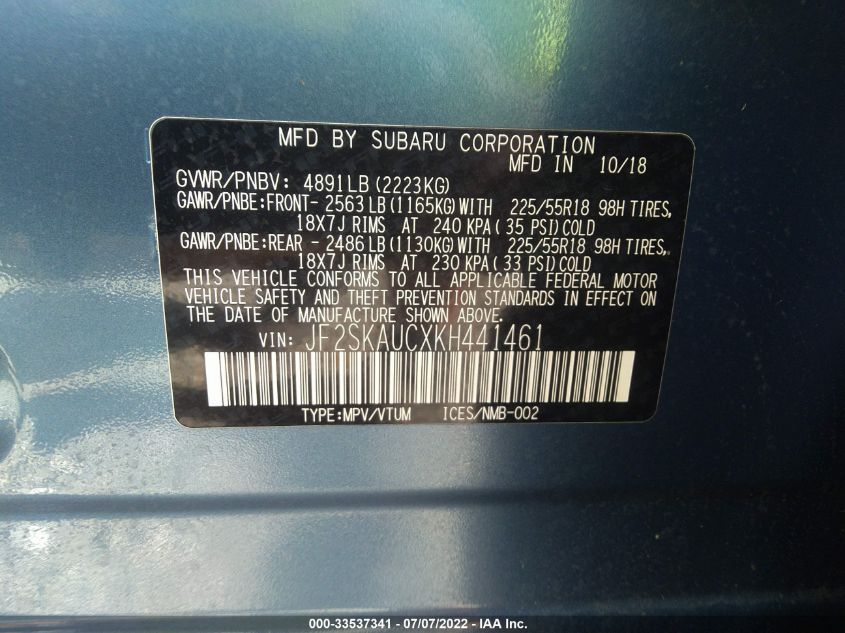 MFD BY SUBARU CORPORATION
MFD IN 10/18
GVWR/PNBV: 4891LB (2223KG)
GAWR/PNBE:FRONT- 2563LB (1165KG) WITH 225/55R18 98H TIRES,
18X7J RIMS AT 240 KPA ( 35 PSI) COLD
GAWR/PNBE:REAR - 2486LB (1130KG) WITH 225/55R18 98H TIRES,
18X7J RIMS AT 230 KPA ( 33 PSI) COLD
THIS VEHICLE CONFORMS TO ALL APPLICABLE FEDERAL MOTOR
VEHICLE SAFETY AND THEFT PREVENTION STANDARDS IN EFFECT ON
THE DATE OF MANUFACTURE SHOWN ABOVE.
VIN: JF2SKAUCXKH441461
TYPE:MPV/VTUM ICES/NMB-002
000-33537341 - 07/07/2022 - IAA Inc.